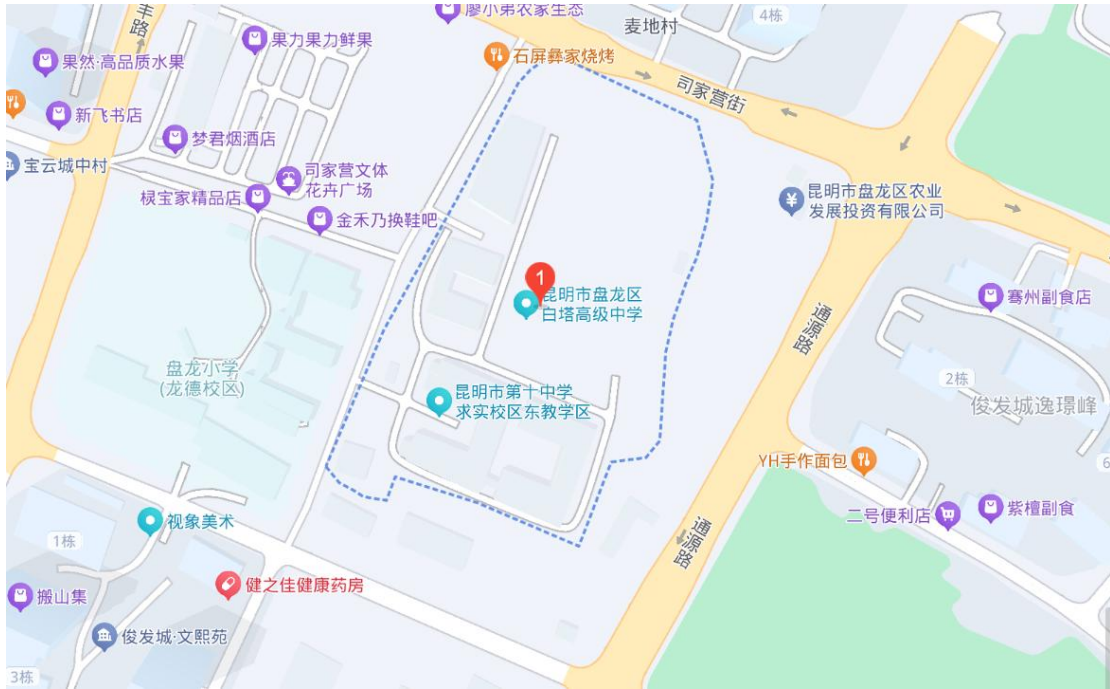 丰路
廖小弟农家生态
麦地村
4栋
果力果力鲜果
果然·高品质水果
石屏彝家烧烤
司家营街
新飞书店
梦君烟酒店
宝云城中村
司家营文体
花卉广场
昆明市盘龙区农业
发展投资有限公司
棂宝家精品店
金禾乃换鞋吧
1
昆明市盘龙区
白塔高级中学
骞州副食店
通源路
盘龙小学
(龙德校区)
2栋
昆明市第十中学
求实校区东教学区
俊发城逸璟峰
YH手作面包
6
二号便利店
紫檀副食
视象美术
通源路
1栋
健之佳健康药房
搬山集
俊发城·文熙苑
3栋